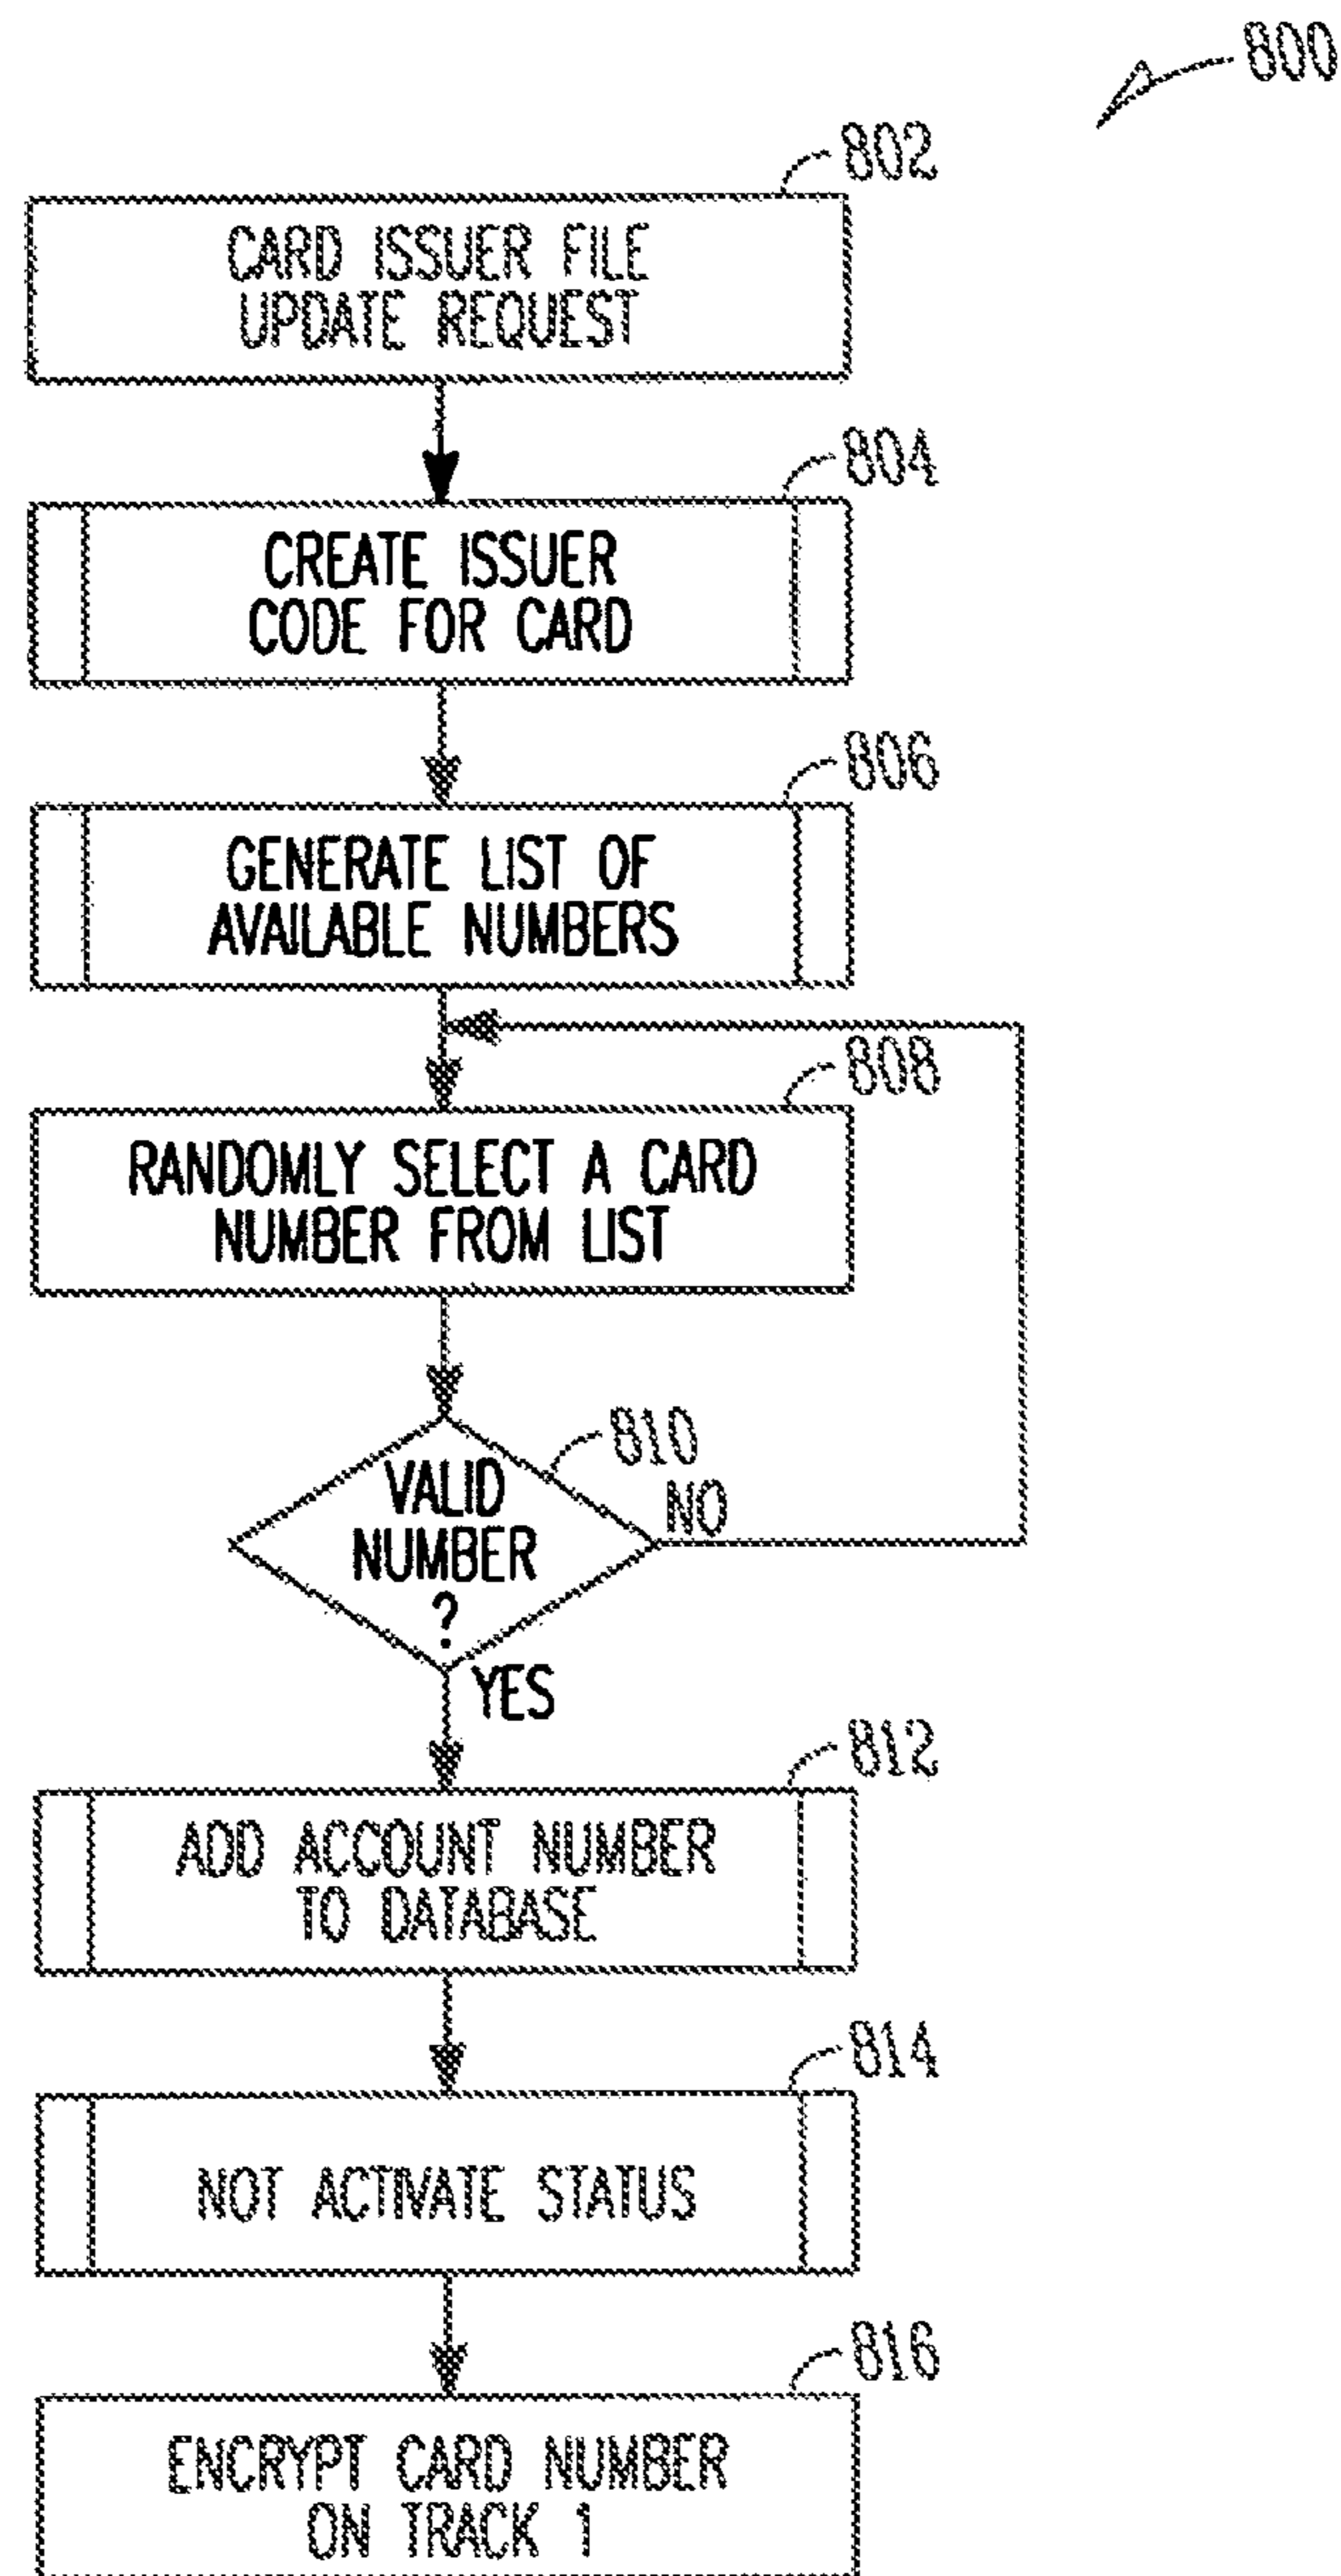 800
802
CARD ISSUER FILE
UPDATE REQUEST
804
CREATE ISSUER
CODE FOR CARD
806
GENERATE LIST OF
AVAILABLE NUMBERS
808
RANDOMLY SELECT A CARD
NUMBER FROM LIST
810
VALID
NUMBER
?
NO
YES
812
ADD ACCOUNT NUMBER
TO DATABASE
814
NOT ACTIVATE STATUS
816
ENCRYPT CARD NUMBER
ON TRACK 1